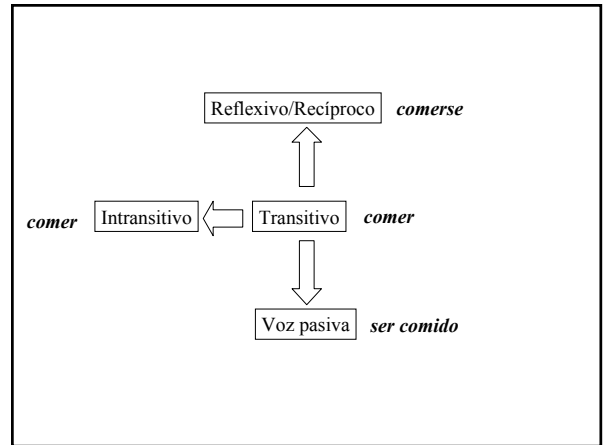 Reflexivo/Recíproco comerse
comer Intransitivo Transitivo comer
Voz pasiva ser comido